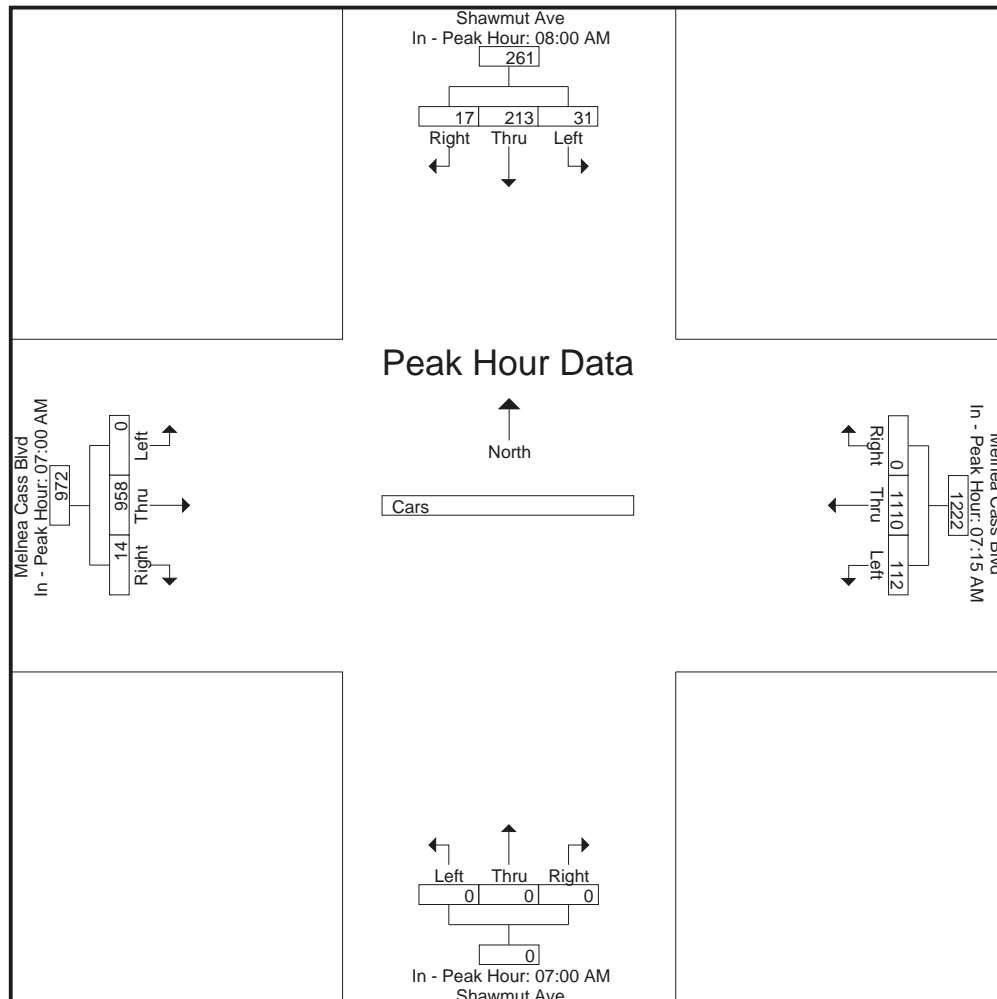 Shawmut Ave
In - Peak Hour: 08:00 AM
261
17 213 31
Right Thru Left
Peak Hour Data
North
Cars
Melnea Cass Blvd
In - Peak Hour: 07:00 AM
972
0 958 14
Left Thru Right
Melnea Cass Blvd
In - Peak Hour: 07:15 AM
1222
0 1110 112
Right Thru Left
Left Thru Right
0 0 0
0
In - Peak Hour: 07:00 AM
Shawmut Ave